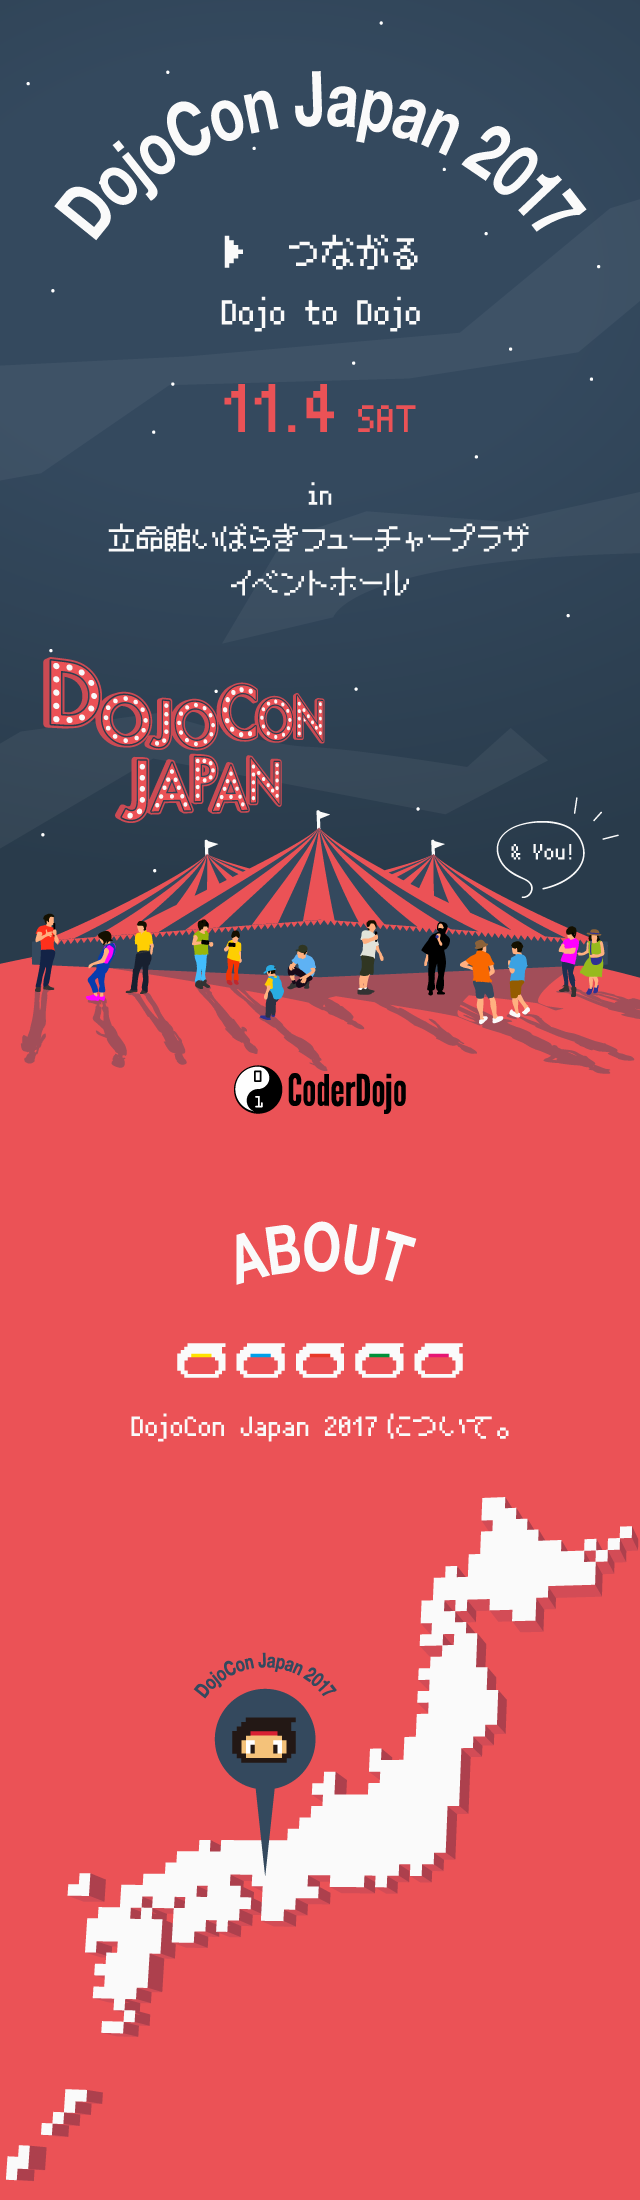 DojoCon Japan 2017
つながる
Dojo to Dojo
11.4 SAT
in
立命館いばらきフューチャープラザ
イベントホール
DOJOCON
JAPAN
& You!
0
1
CoderDojo
ABOUT
DojoCon Japan 2017 について。
DojoCon Japan 2017